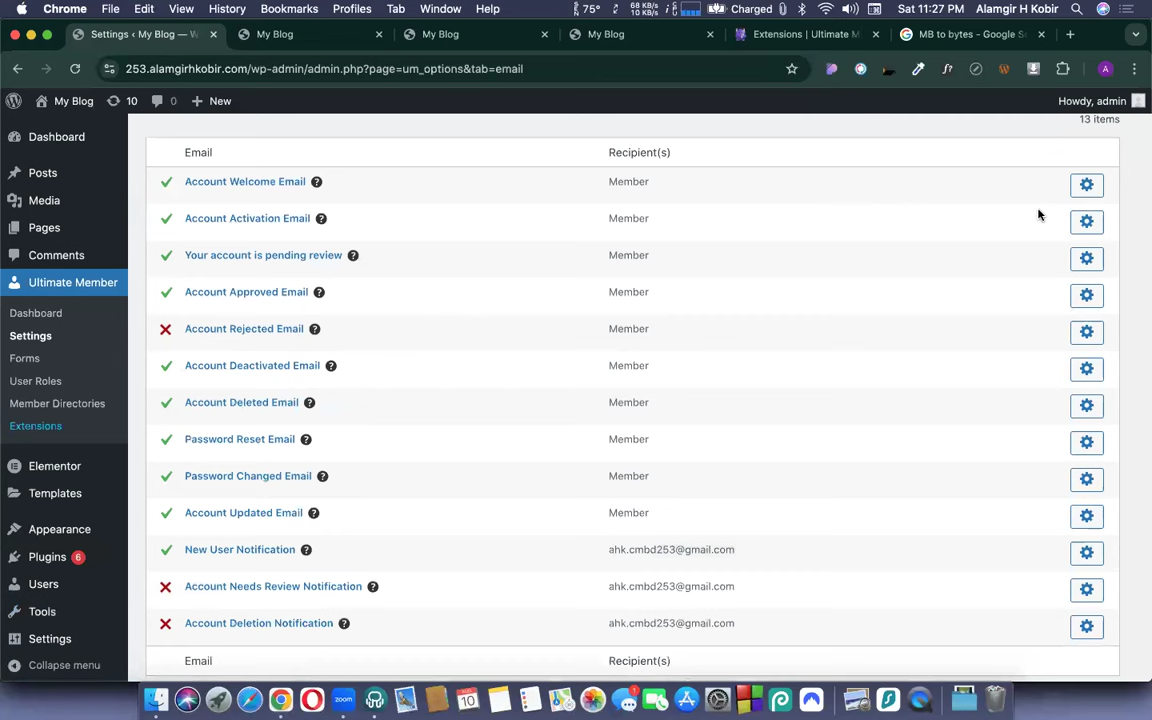 Chrome File Edit View History Bookmarks Profiles Tab Window Help 75° 68 KB/s 10 KB/s Charged Sat 11:27 PM Alamgir H Kobir
Settings ‹ My Blog — W My Blog My Blog My Blog Extensions | Ultimate M MB to bytes - Google S
253.alamgirhkobir.com/wp-admin/admin.php?page=um_options&tab=email A
My Blog 10 0 New Howdy, admin
13 items
Dashboard
Posts
Media
Pages
Comments
Ultimate Member
Dashboard
Settings
Forms
User Roles
Member Directories
Extensions
Elementor
Templates
Appearance
Plugins 6
Users
Tools
Settings
Collapse menu
Email Recipient(s)
Account Welcome Email ? Member
Account Activation Email ? Member
Your account is pending review ? Member
Account Approved Email ? Member
Account Rejected Email ? Member
Account Deactivated Email ? Member
Account Deleted Email ? Member
Password Reset Email ? Member
Password Changed Email ? Member
Account Updated Email ? Member
New User Notification ? ahk.cmbd253@gmail.com
Account Needs Review Notification ? ahk.cmbd253@gmail.com
Account Deletion Notification ? ahk.cmbd253@gmail.com
Email Recipient(s)
zoom 10 1